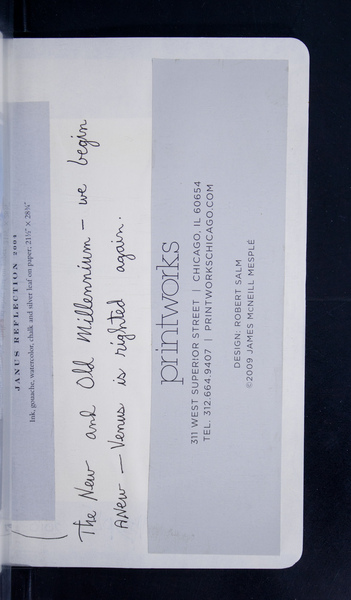 JANUS REFLECTION 2001
Ink, gouache, watercolor, chalk and silver leaf on paper; 21½" x 28⅜"
The New and Old Millennium – we begin
ANew – Venus is righted again.
printworks
311 WEST SUPERIOR STREET | CHICAGO, IL 60654
TEL. 312.664.9407 | PRINTWORKSCHICAGO.COM
DESIGN: ROBERT SALM
©2009 JAMES MCNEILL MESPLÉ